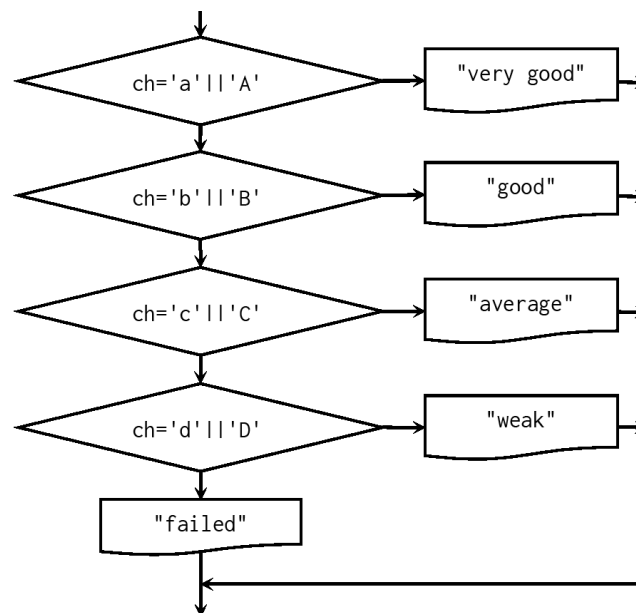 ch='a'||'A'
"very good"
ch='b'||'B'
"good"
ch='c'||'C'
"average"
ch='d'||'D'
"weak"
"failed"